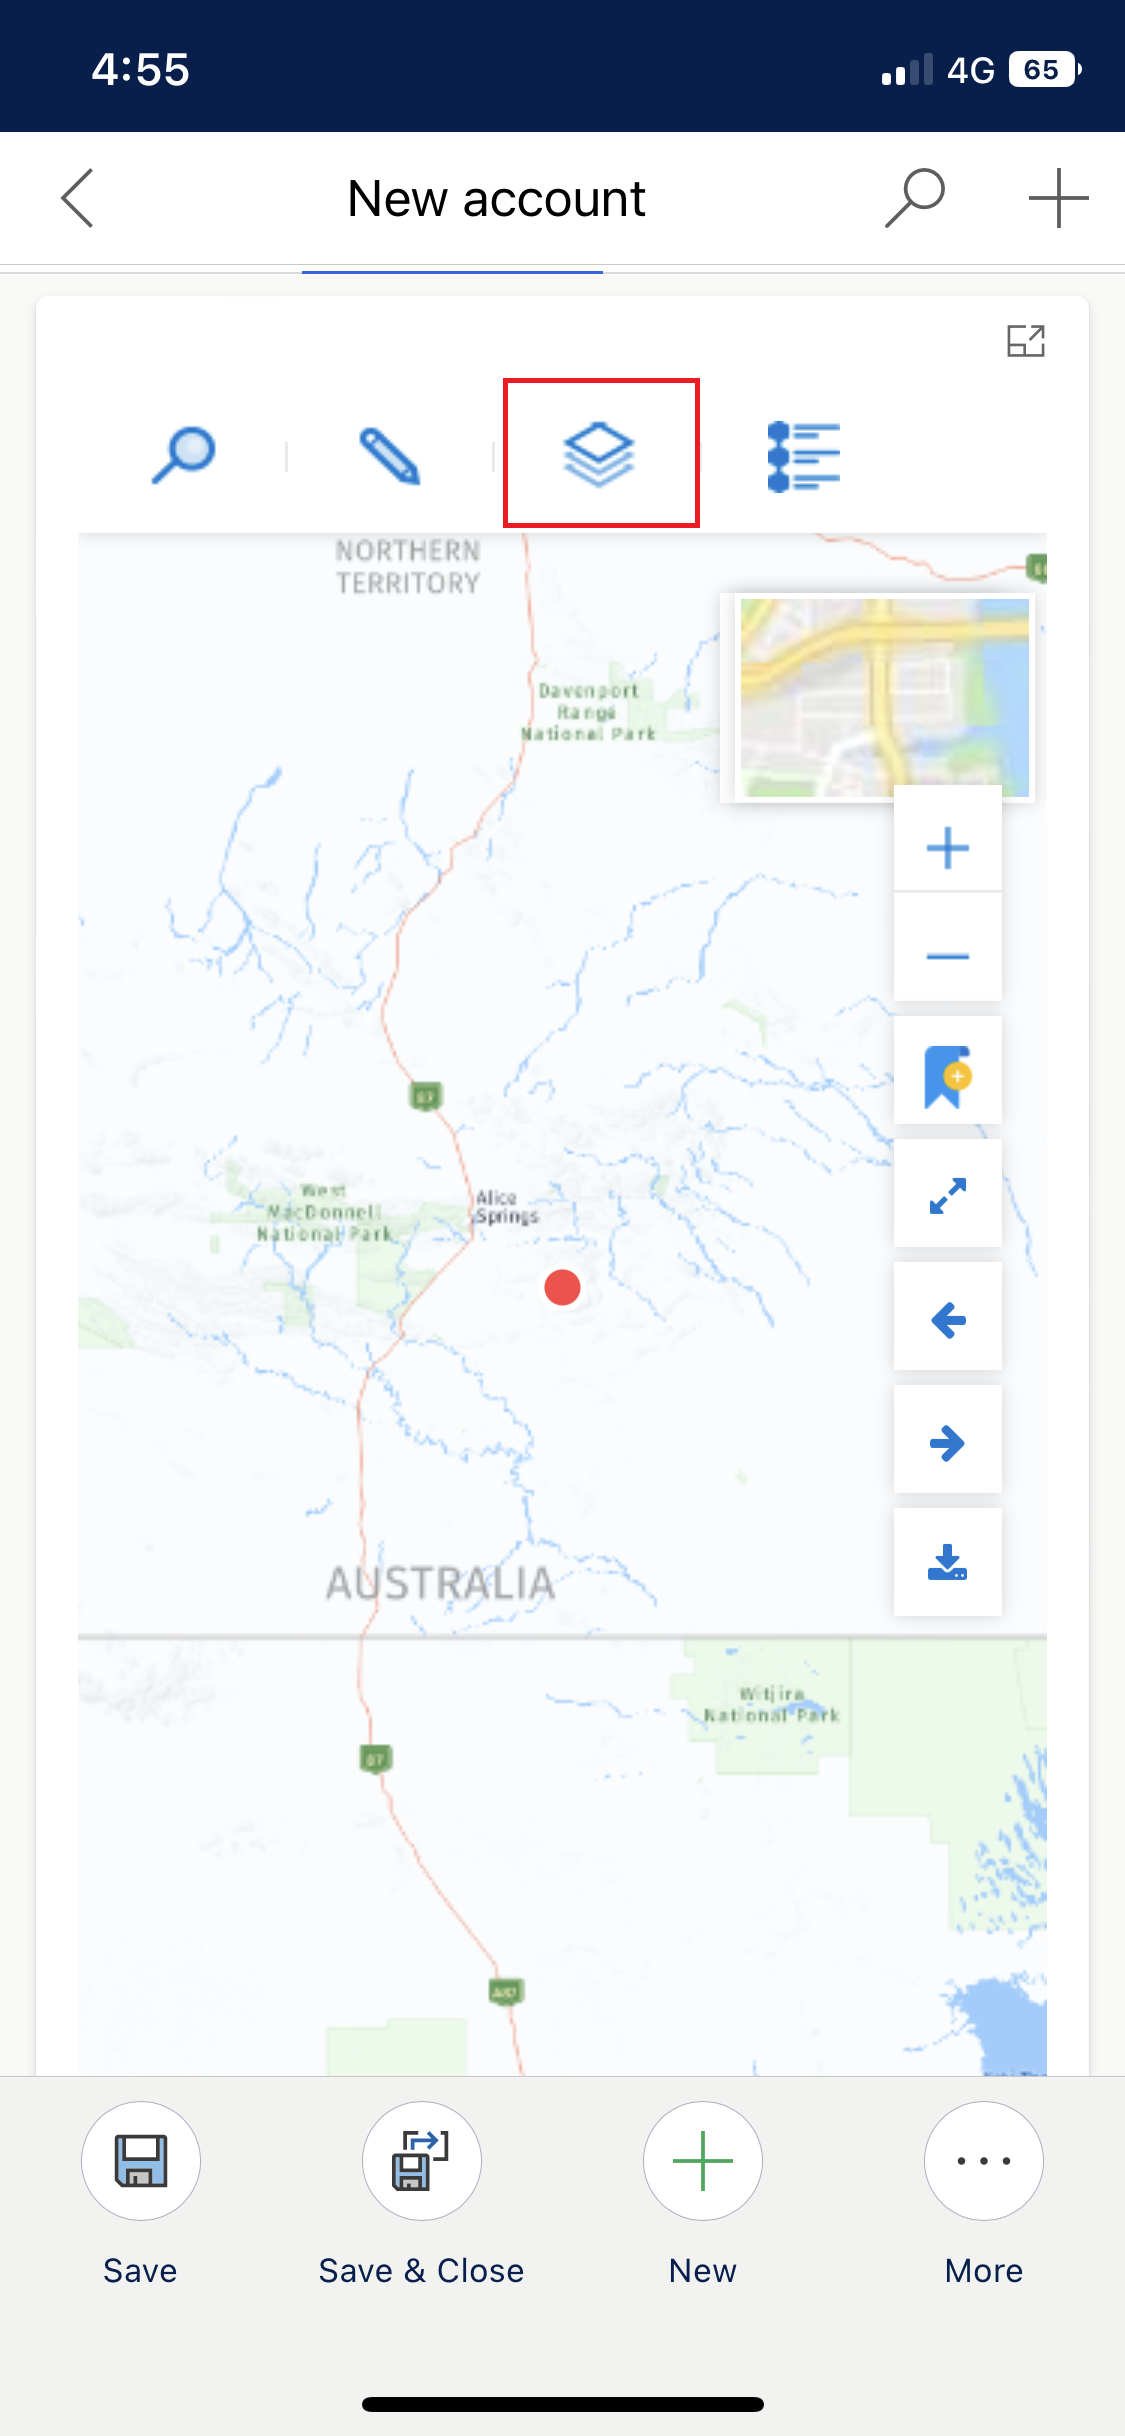 4:55
4G 65
New account
NORTHERN
TERRITORY
Davenport
Range
National Park
87
Alice
Springs
West
MacDonnell
National Park
AUSTRALIA
Witjira
National Park
87
A87
Save
Save & Close
New
More